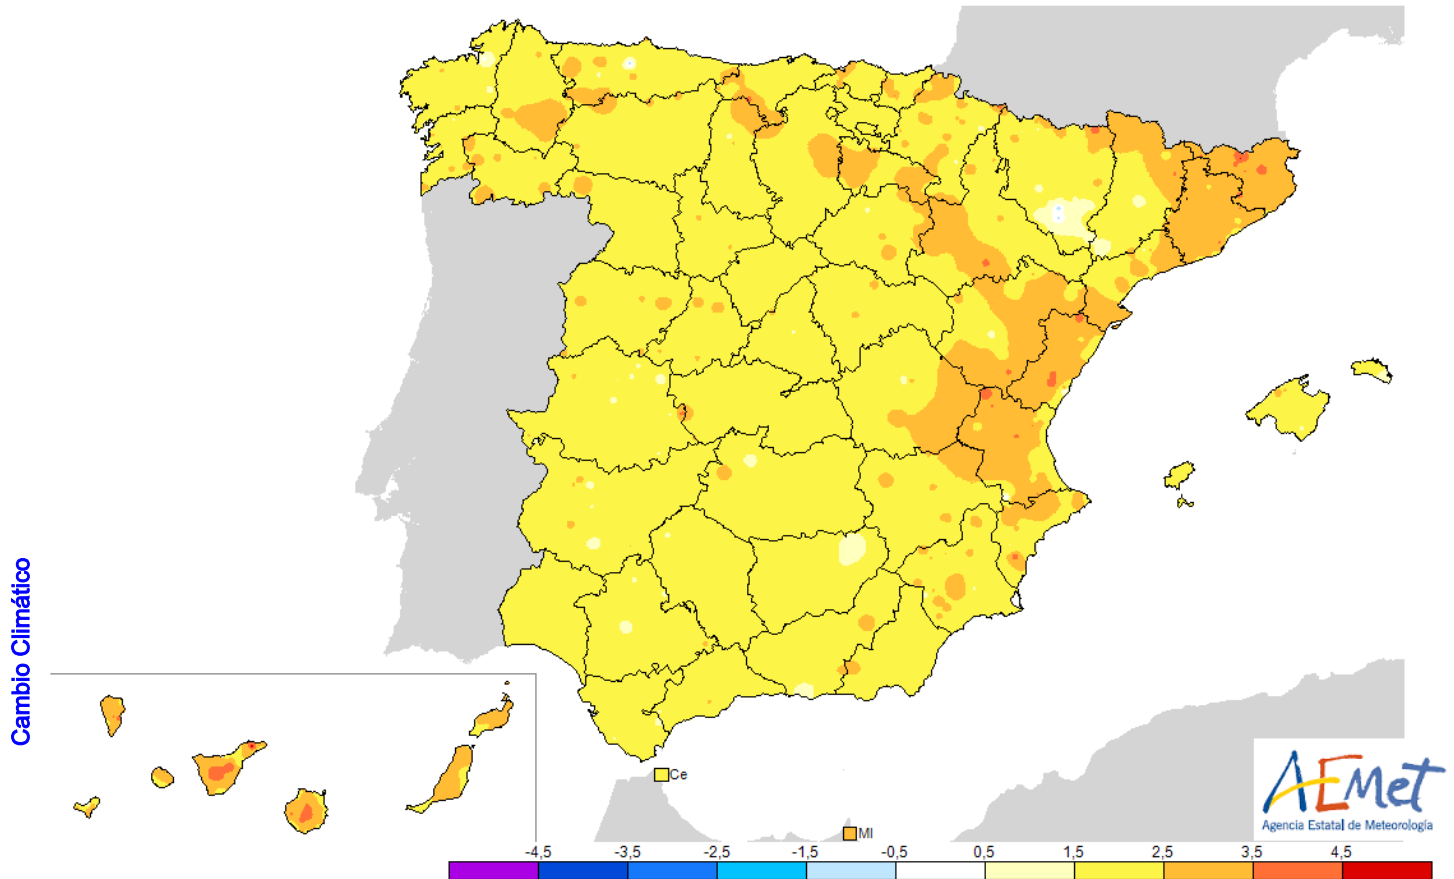 Cambio Climático
Ce
Ml
AEMet
Agencia Estatal de Meteorología
-4,5 -3,5 -2,5 -1,5 -0,5 0,5 1,5 2,5 3,5 4,5